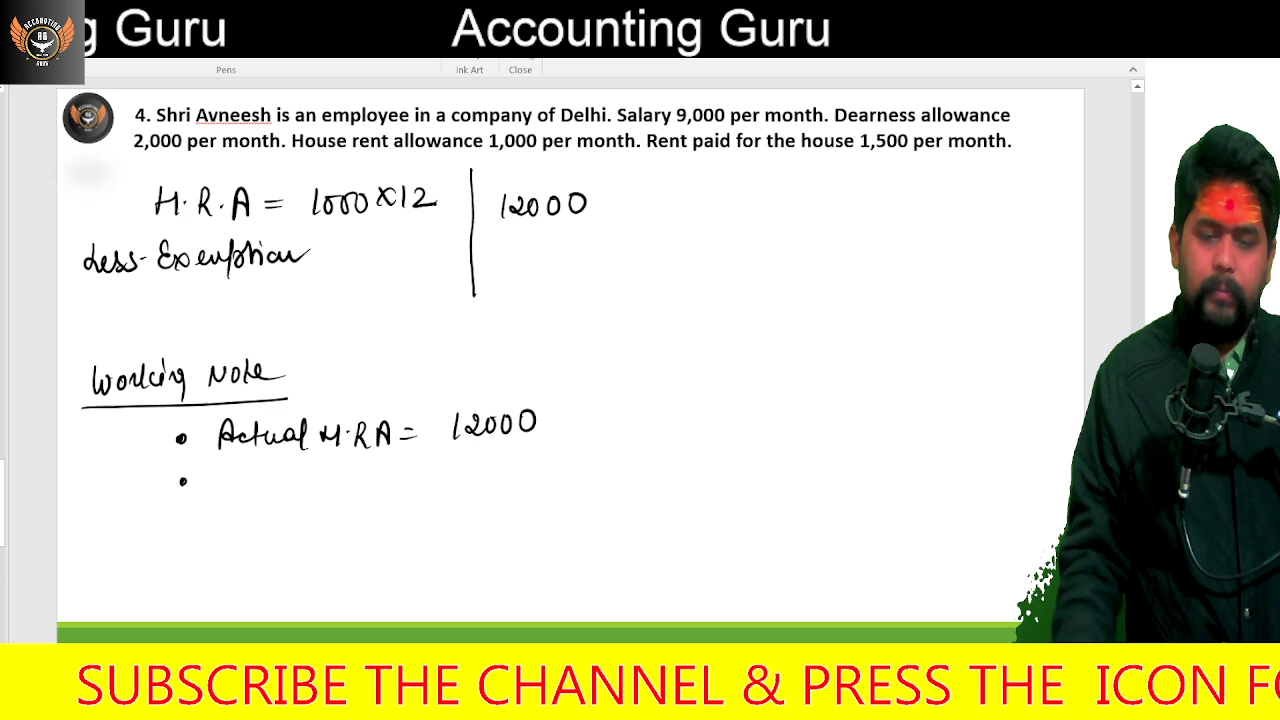 g Guru
Accounting Guru
ACCOUNTING
AG
GURU
Pens
Ink Art
Close
4. Shri Avneesh is an employee in a company of Delhi. Salary 9,000 per month. Dearness allowance
2,000 per month. House rent allowance 1,000 per month. Rent paid for the house 1,500 per month.
H.R.A = 1000×12 | 12000
Less- Exemption
Working Note
• Actual H.R.A = 12000
•
SUBSCRIBE THE CHANNEL & PRESS THE ICON FO